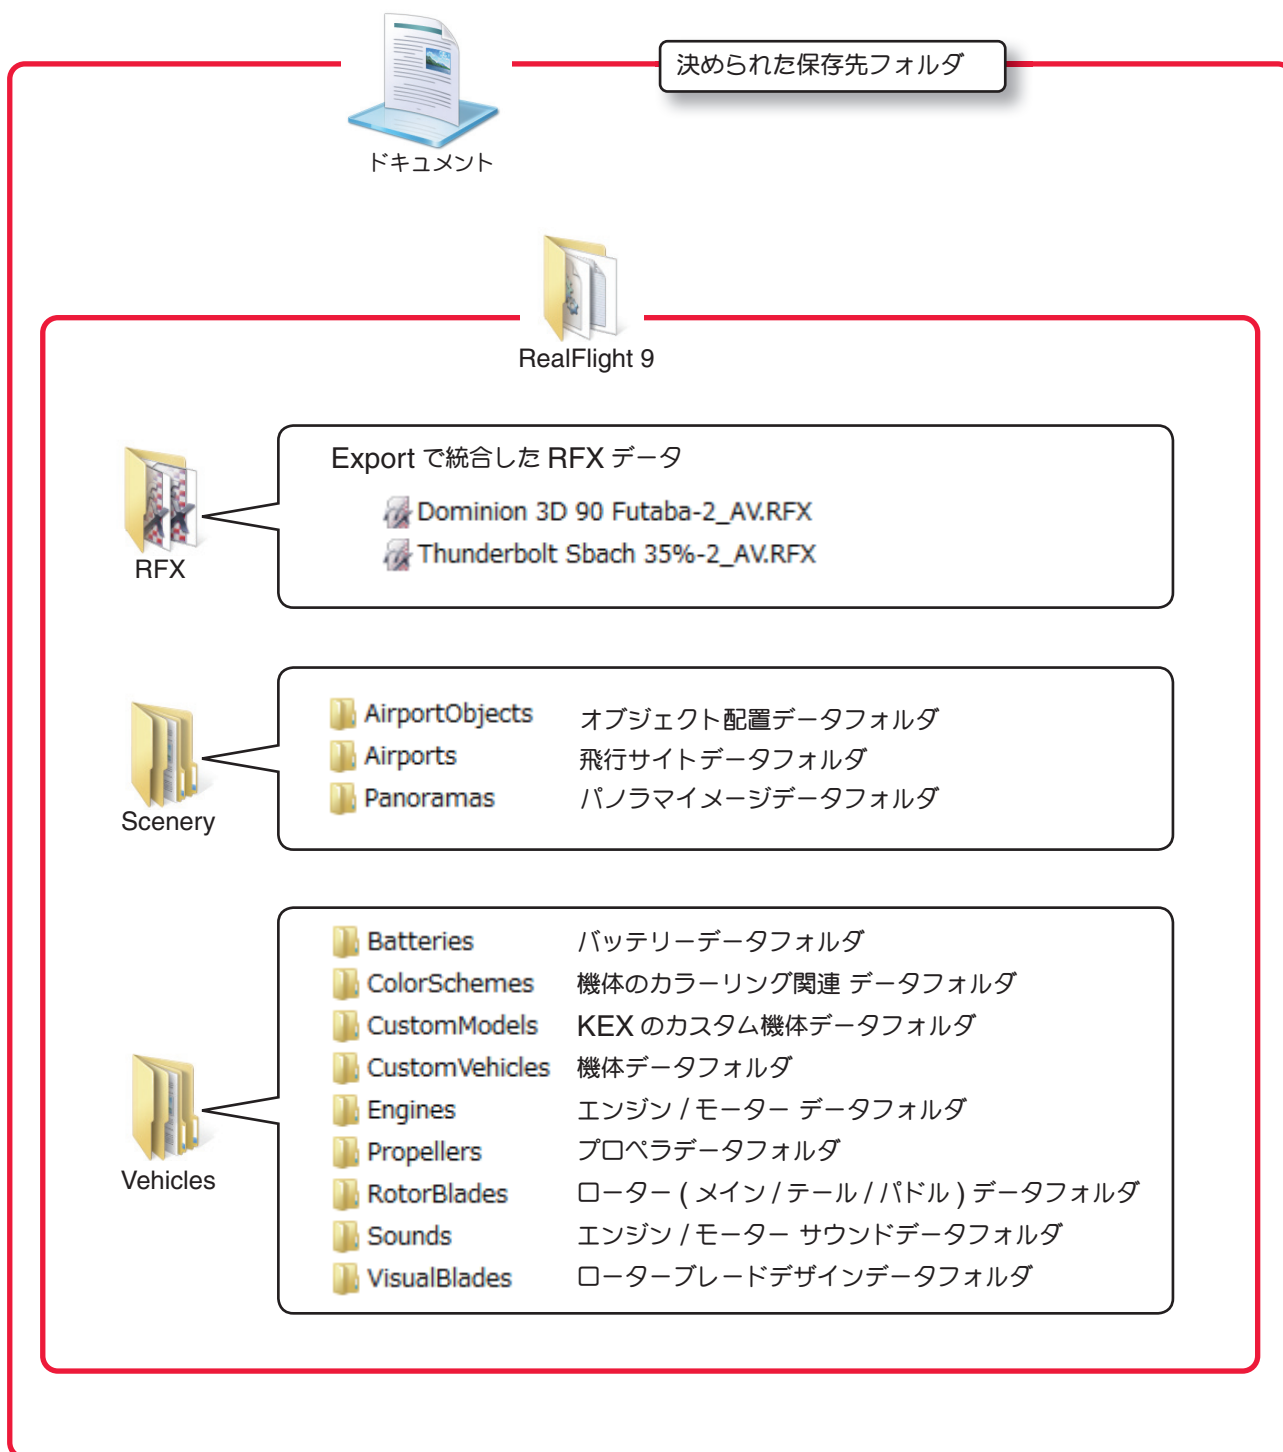 決められた保存先フォルダ
ドキュメント
RealFlight 9
Export で統合した RFX データ
Dominion 3D 90 Futaba-2_AV.RFX
Thunderbolt Sbach 35%-2_AV.RFX
RFX
AirportObjects オブジェクト配置データフォルダ
Airports 飛行サイトデータフォルダ
Panoramas パノラマイメージデータフォルダ
Scenery
Batteries バッテリーデータフォルダ
ColorSchemes 機体のカラーリング関連 データフォルダ
CustomModels KEX のカスタム機体データフォルダ
CustomVehicles 機体データフォルダ
Engines エンジン / モーター データフォルダ
Propellers プロペラデータフォルダ
RotorBlades ローター ( メイン / テール / パドル ) データフォルダ
Sounds エンジン / モーター サウンドデータフォルダ
VisualBlades ローターブレードデザインデータフォルダ
Vehicles